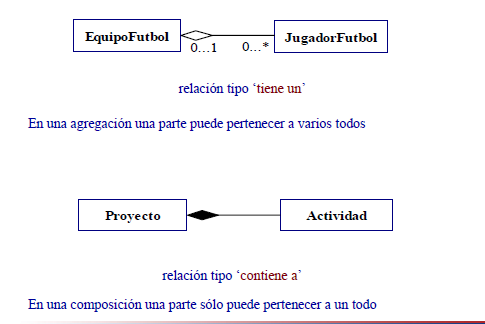 EquipoFutbol
JugadorFutbol
0…1
0…*
relación tipo ‘tiene un’
En una agregación una parte puede pertenecer a varios todos
Proyecto
Actividad
relación tipo ‘contiene a’
En una composición una parte sólo puede pertenecer a un todo